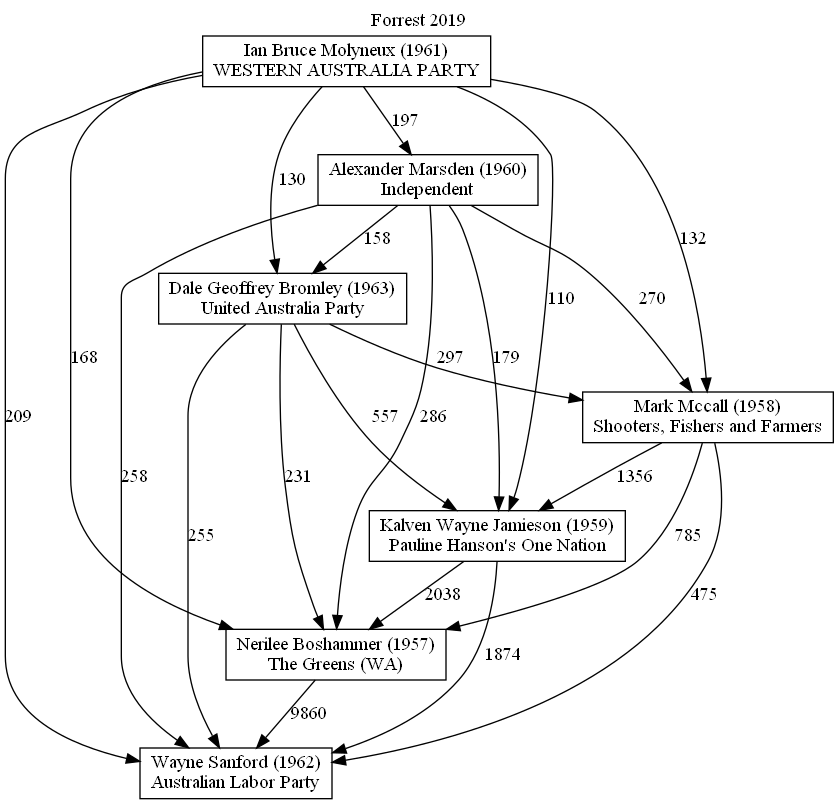 Forrest 2019
Ian Bruce Molyneux (1961)
WESTERN AUSTRALIA PARTY
197
Alexander Marsden (1960)
Independent
130
158
132
Dale Geoffrey Bromley (1963)
United Australia Party
110
270
168
297
179
Mark Mccall (1958)
Shooters, Fishers and Farmers
209
557
286
258
231
1356
Kalven Wayne Jamieson (1959)
Pauline Hanson's One Nation
255
785
2038
475
Nerilee Boshammer (1957)
The Greens (WA)
1874
9860
Wayne Sanford (1962)
Australian Labor Party